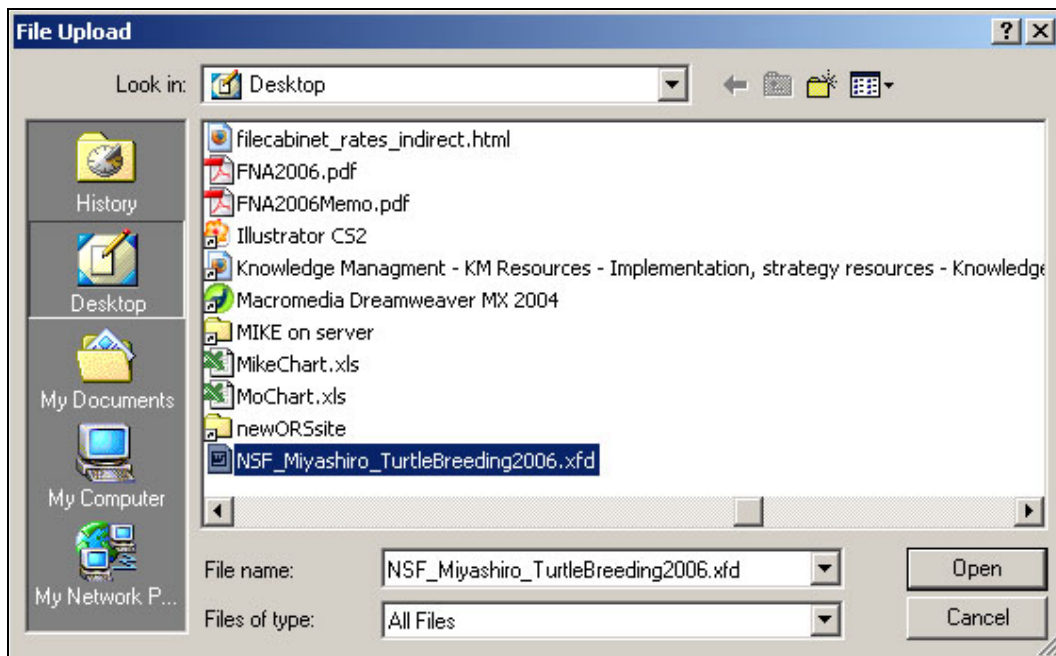 File Upload
Look in: Desktop
History
Desktop
My Documents
My Computer
My Network P...
filecabinet_rates_indirect.html
FNA2006.pdf
FNA2006Memo.pdf
Illustrator CS2
Knowledge Managment - KM Resources - Implementation, strategy resources - Knowledge
Macromedia Dreamweaver MX 2004
MIKE on server
MikeChart.xls
MoChart.xls
newORSsite
NSF_Miyashiro_TurtleBreeding2006.xfd
File name: NSF_Miyashiro_TurtleBreeding2006.xfd Open
Files of type: All Files Cancel